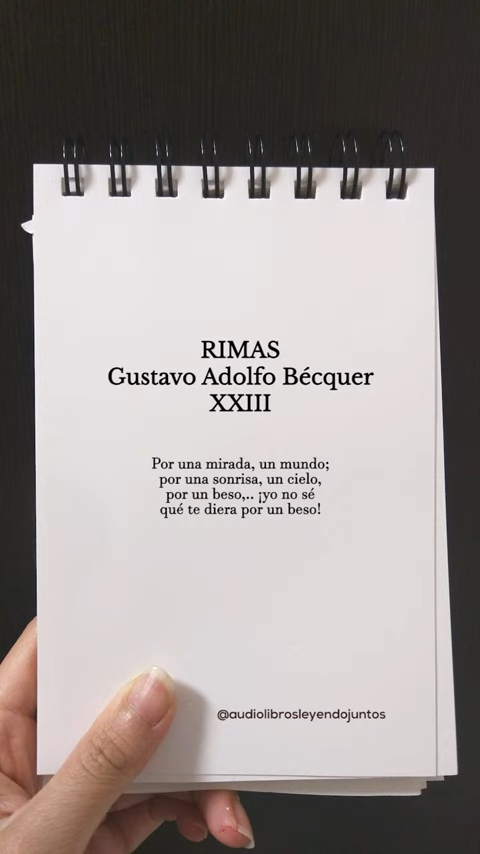 RIMAS
Gustavo Adolfo Bécquer
XXIII
Por una mirada, un mundo;
por una sonrisa, un cielo,
por un beso,.. ¡yo no sé
qué te diera por un beso!
@audiolibrosleyendojuntos